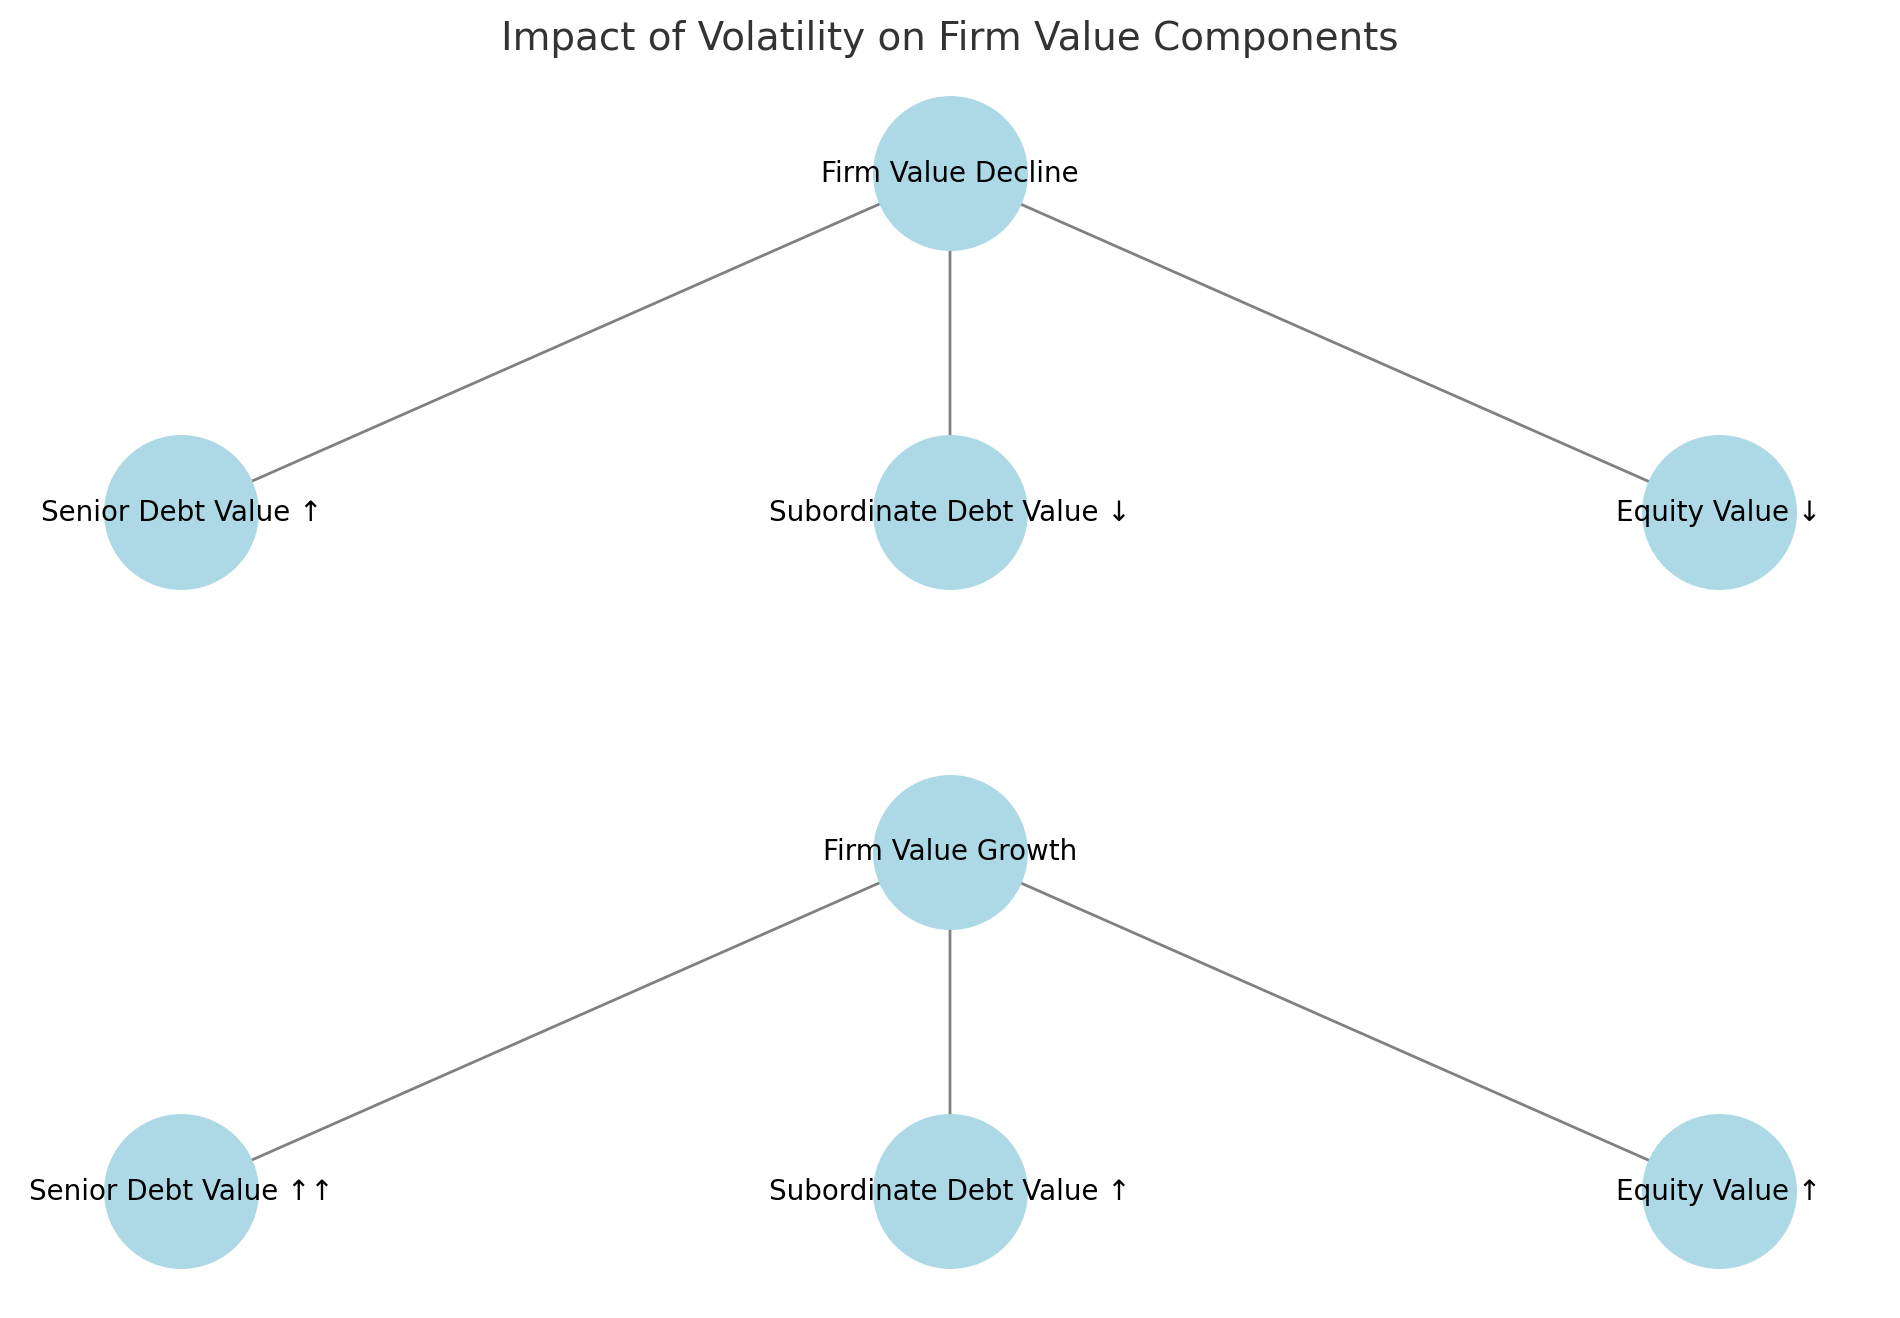 Impact of Volatility on Firm Value Components
Firm Value Decline
Senior Debt Value ↑
Subordinate Debt Value ↓
Equity Value ↓
Firm Value Growth
Senior Debt Value ↑↑
Subordinate Debt Value ↑
Equity Value ↑